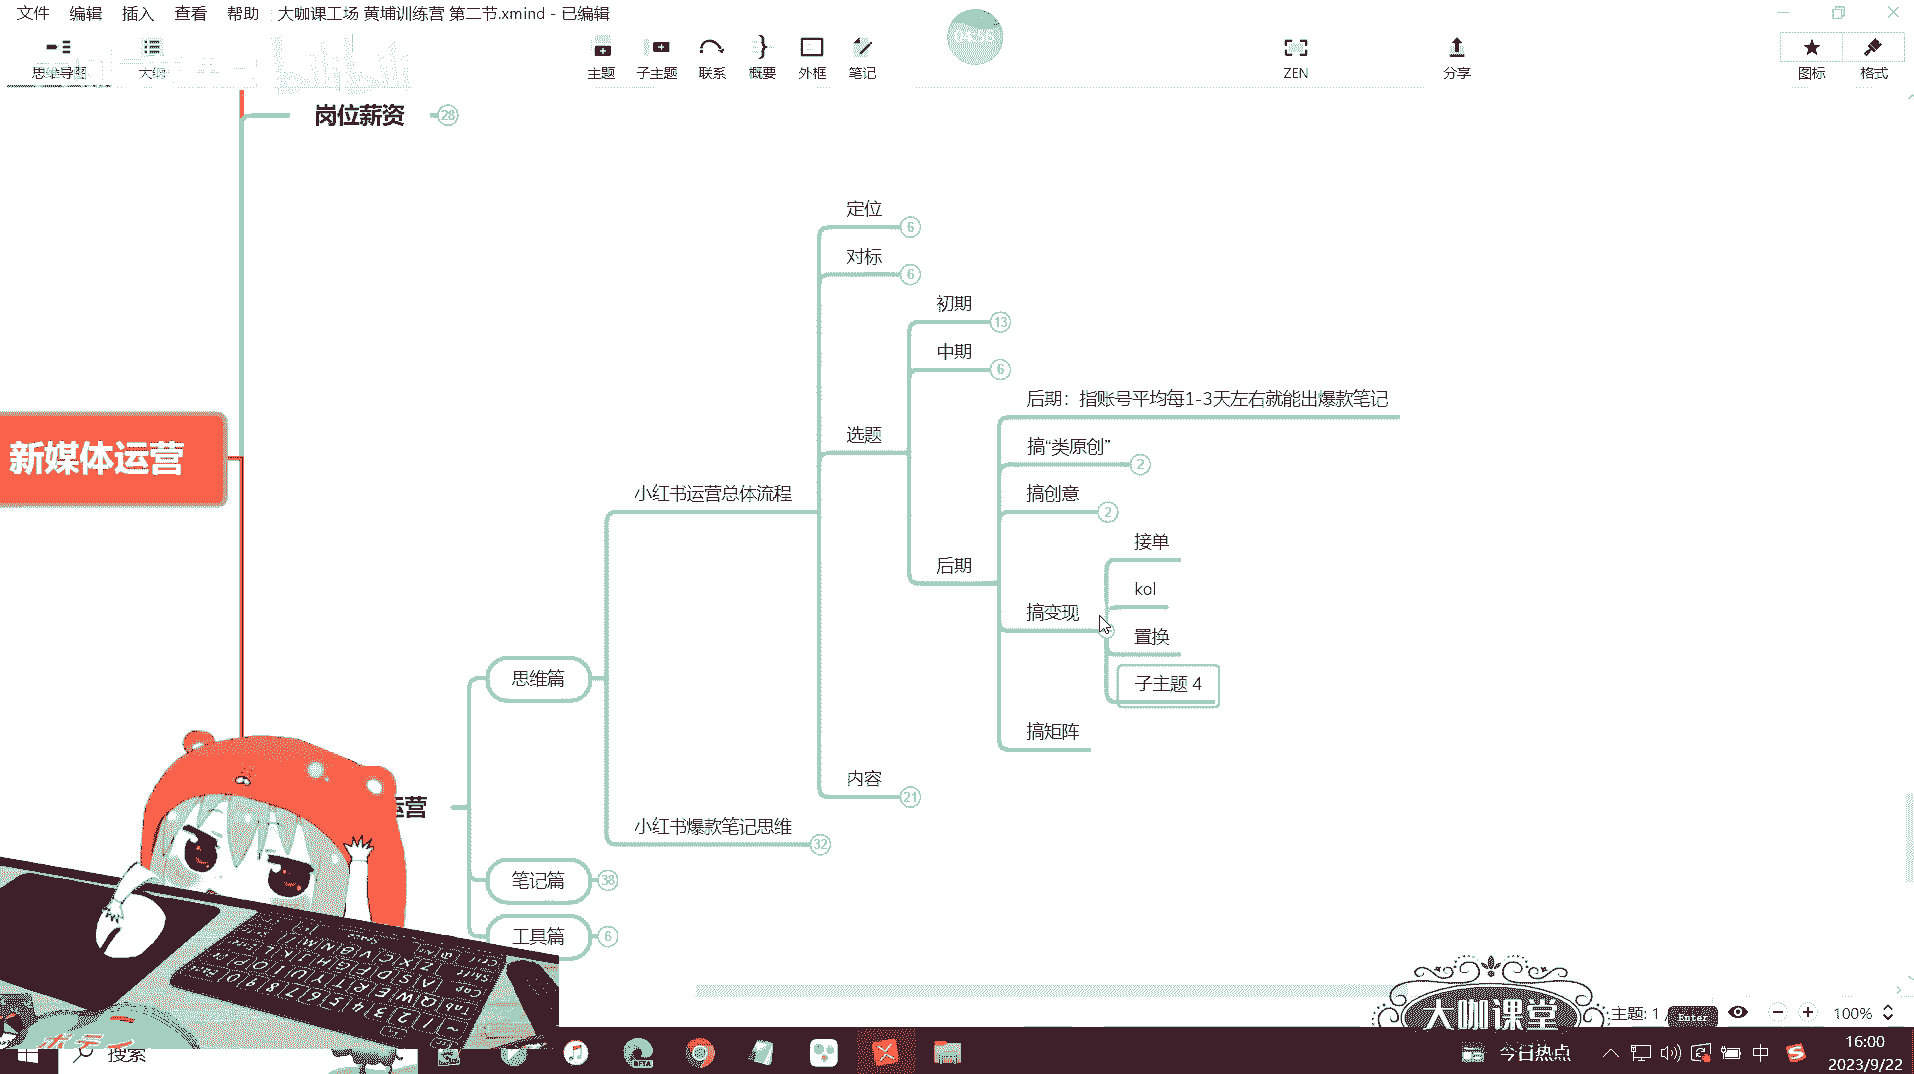 文件 编辑 插入 查看 帮助 大咖课工场 黄埔训练营 第二节.xmind - 已编辑
04:56
思维导图 大纲 主题 子主题 联系 概要 外框 笔记 ZEN 分享 图标 格式
岗位薪资 28
定位 6
对标 6
初期 13
中期 6
后期：指账号平均每1-3天左右就能出爆款笔记
选题
搞“类原创” 2
新媒体运营
小红书运营总体流程
搞创意 2
接单
后期
kol
搞变现
置换
思维篇
子主题 4
搞矩阵
内容 21
运营
小红书爆款笔记思维 32
笔记篇 38
工具篇 6
大咖课堂
主题: 1 /
Enter
100%
搜索
BETA
今日热点
中
16:00
2023/9/22